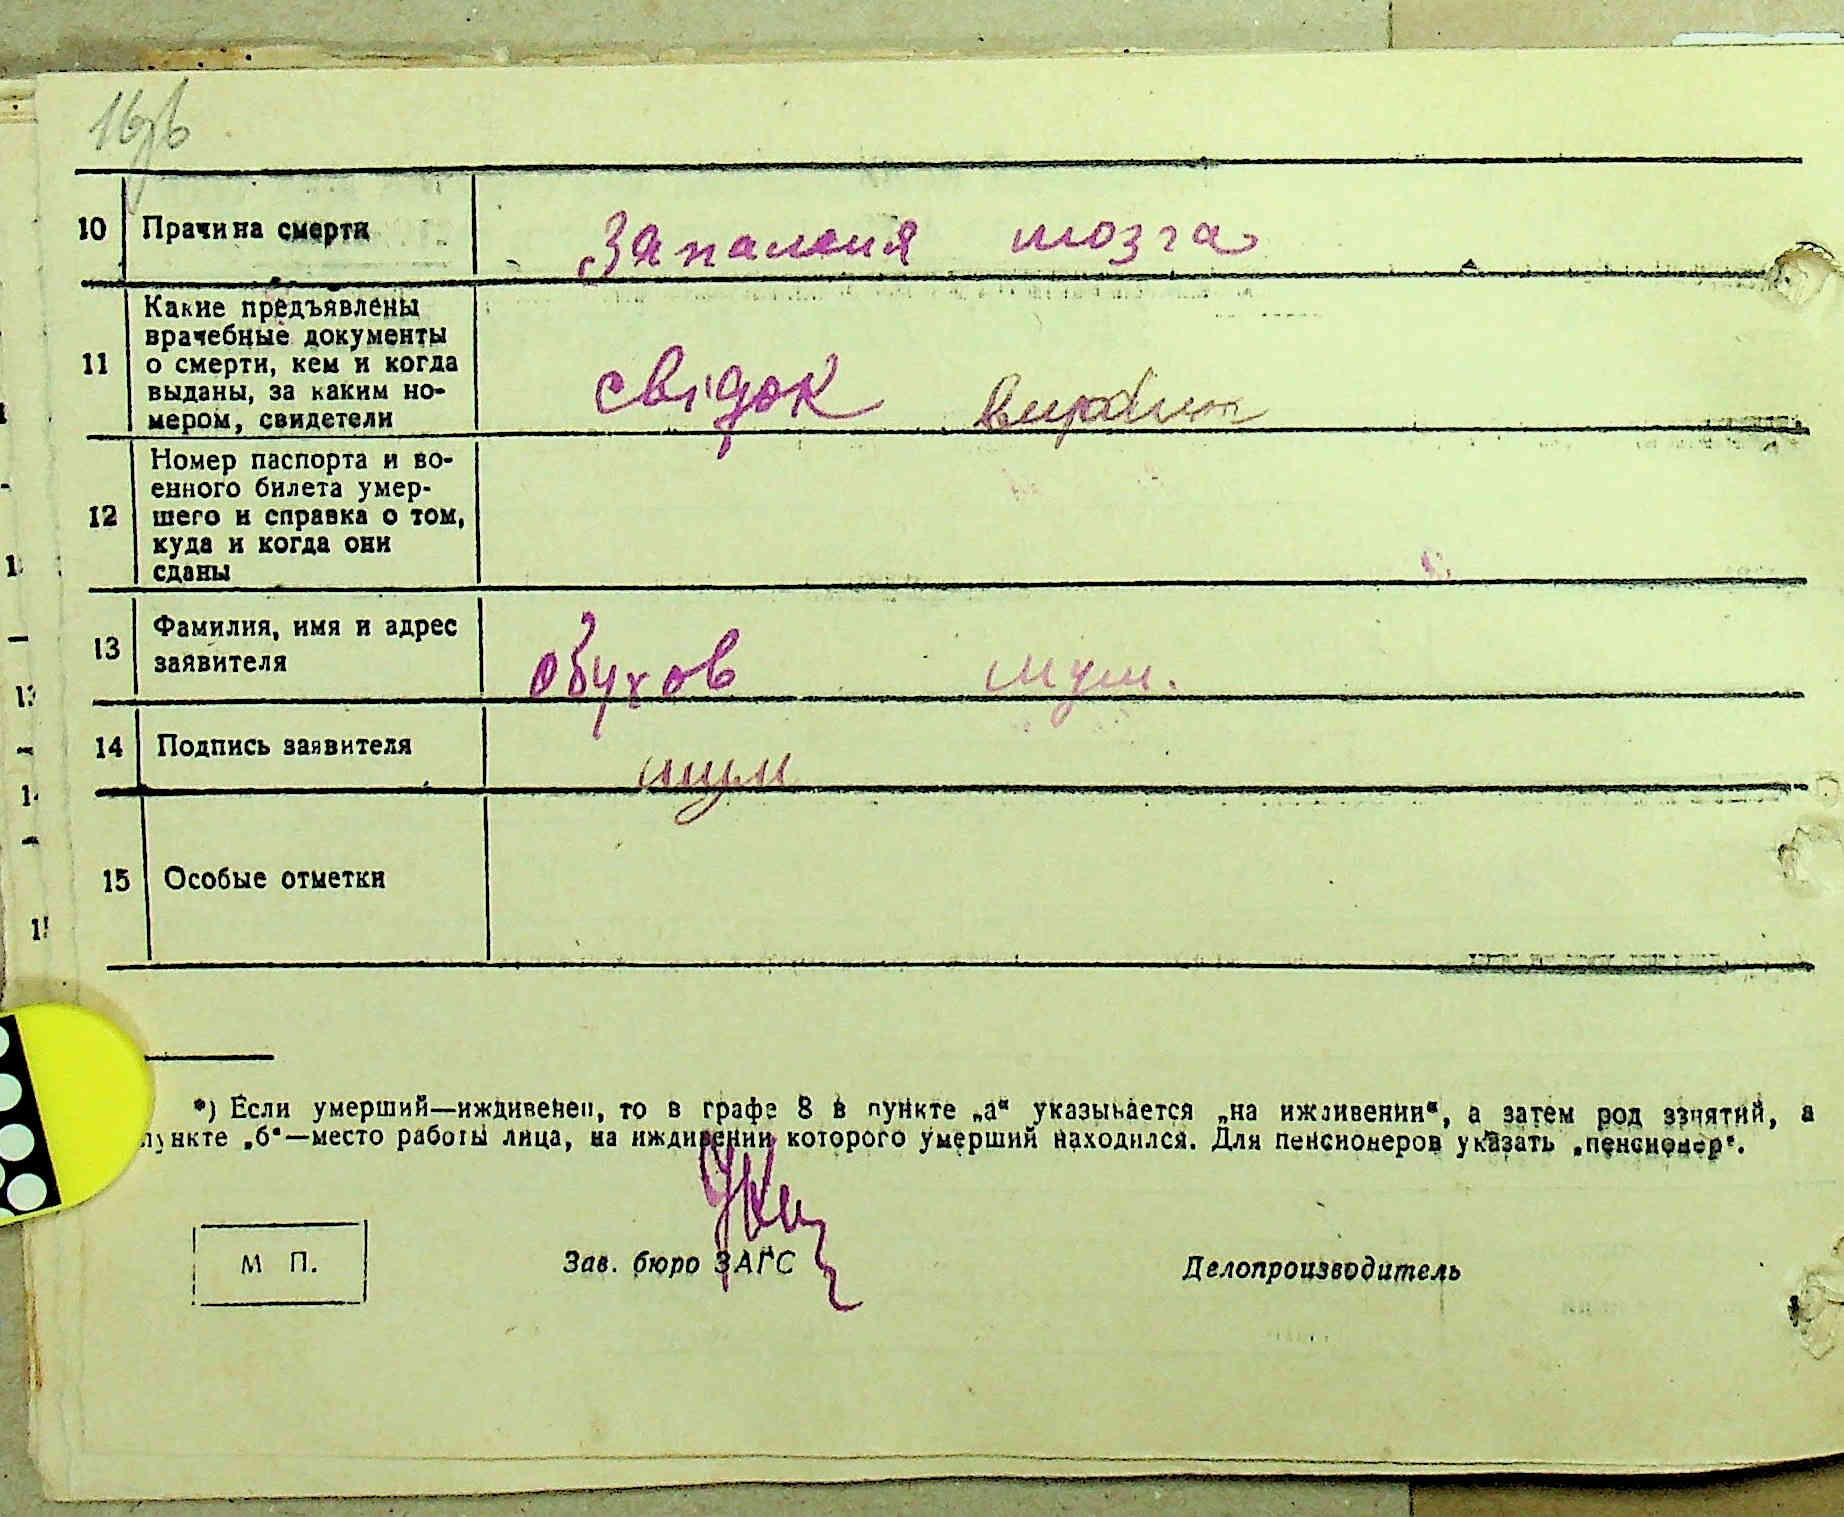 10 Причина смерти Запаления мозга
11 Какие предъявлены
врачебные документы
о смерти, кем и когда
выданы, за каким но-
мером, свидетели
свідок
12 Номер паспорта и во-
енного билета умер-
шего и справка о том,
куда и когда они
сданы
13 Фамилия, имя и адрес
заявителя
Обухов
14 Подпись заявителя
15 Особые отметки
*) Если умерший—иждивенец, то в графе 8 в пункте „а“ указывается „на иждивении“, а затем род занятий, а
пункте „б“—место работы лица, на иждивении которого умерший находился. Для пенсионеров указать „пенсионер“.
М П.
Зав. бюро ЗАГС
Делопроизводитель